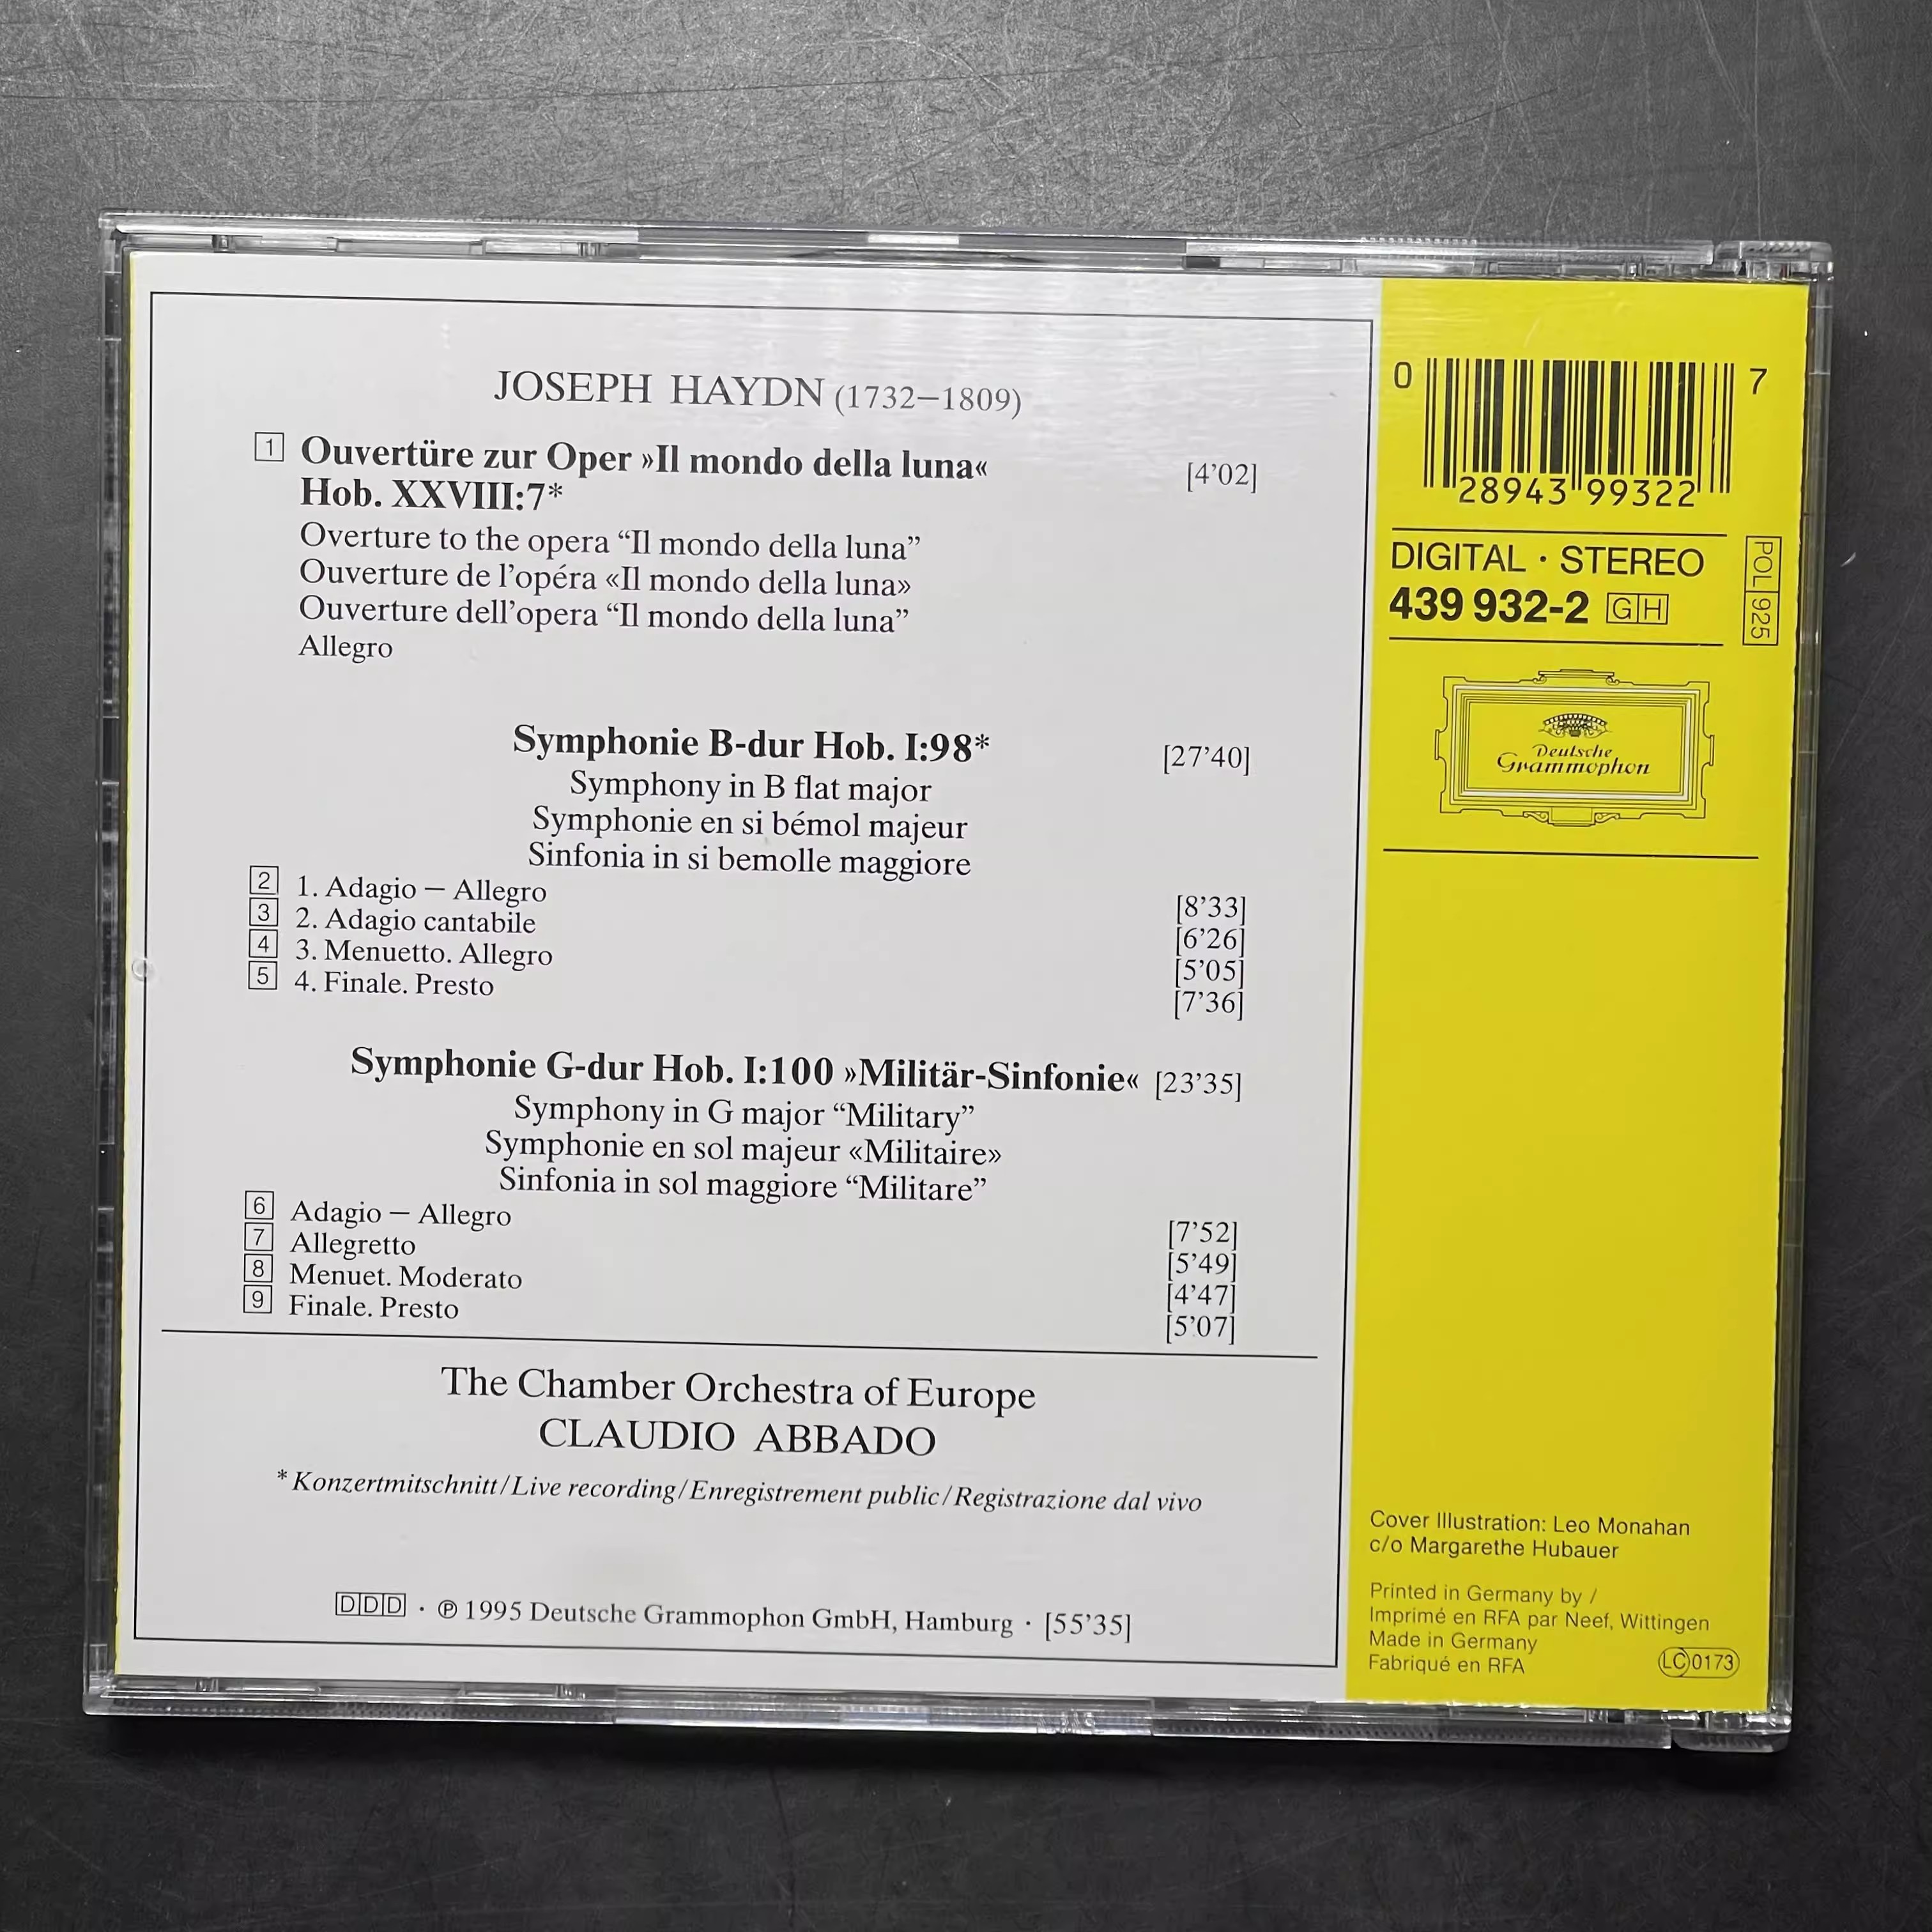 JOSEPH HAYDN (1732–1809)
1 Ouvertüre zur Oper »Il mondo della luna« [4’02]
Hob. XXVIII:7*
Overture to the opera “Il mondo della luna”
Ouverture de l’opéra «Il mondo della luna»
Ouverture dell’opera “Il mondo della luna”
Allegro
Symphonie B-dur Hob. I:98* [27’40]
Symphony in B flat major
Symphonie en si bémol majeur
Sinfonia in si bemolle maggiore
2 1. Adagio – Allegro [8’33]
3 2. Adagio cantabile [6’26]
4 3. Menuetto. Allegro [5’05]
5 4. Finale. Presto [7’36]
Symphonie G-dur Hob. I:100 »Militär-Sinfonie« [23’35]
Symphony in G major “Military”
Symphonie en sol majeur «Militaire»
Sinfonia in sol maggiore “Militare”
6 Adagio – Allegro [7’52]
7 Allegretto [5’49]
8 Menuet. Moderato [4’47]
9 Finale. Presto [5’07]
The Chamber Orchestra of Europe
CLAUDIO ABBADO
* Konzertmitschnitt/Live recording/Enregistrement public/Registrazione dal vivo
DDD · ℗ 1995 Deutsche Grammophon GmbH, Hamburg · [55’35]
0 28943 99322 7
DIGITAL · STEREO
439 932-2 GH
POL 925
Deutsche
Grammophon
Cover Illustration: Leo Monahan
c/o Margarethe Hubauer
Printed in Germany by /
Imprimé en RFA par Neef, Wittingen
Made in Germany
Fabriqué en RFA
LC 0173